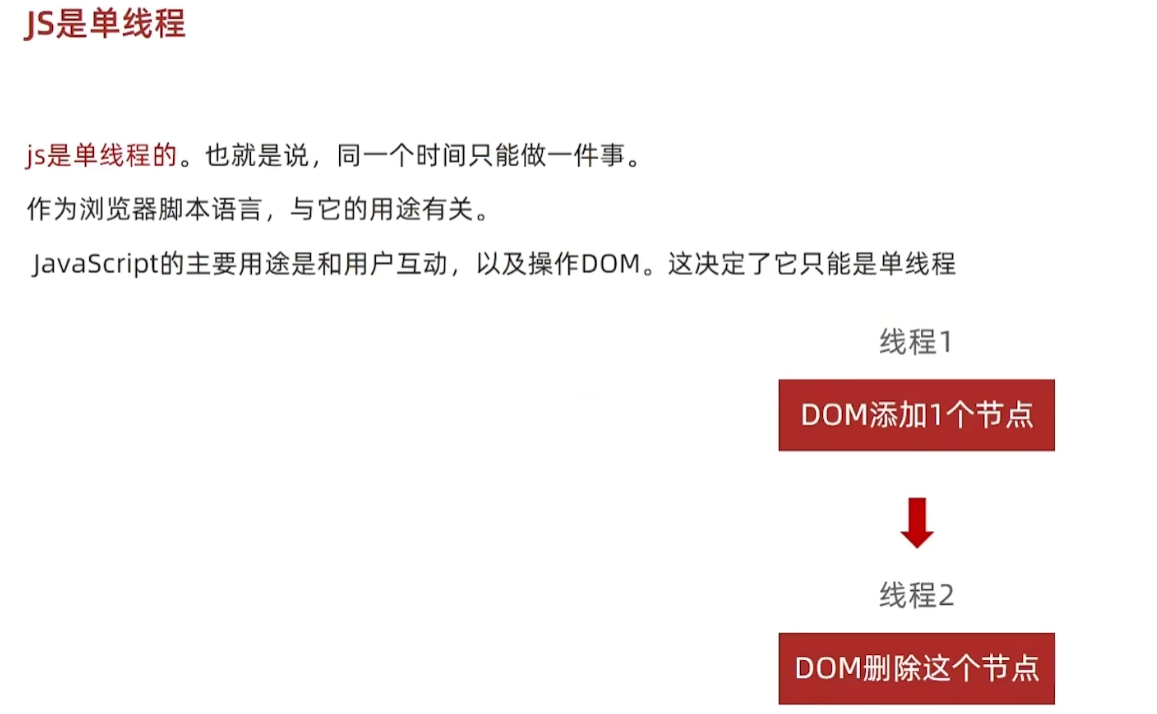 JS是单线程
js是单线程的。也就是说，同一个时间只能做一件事。
作为浏览器脚本语言，与它的用途有关。
JavaScript的主要用途是和用户互动，以及操作DOM。这决定了它只能是单线程
线程1
DOM添加1个节点
线程2
DOM删除这个节点